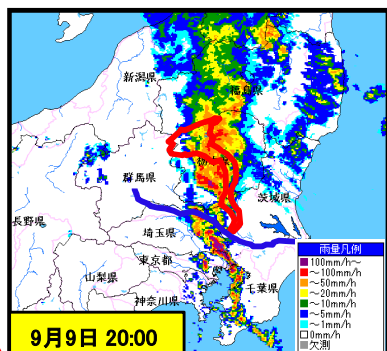 新潟県
福島県
栃木県
群馬県
茨城県
長野県
埼玉県
東京都
山梨県
千葉県
神奈川県
雨量凡例
100mm/h～
～100mm/h
～50mm/h
～20mm/h
～10mm/h
～5mm/h
～1mm/h
0mm/h
欠測
9月9日 20:00